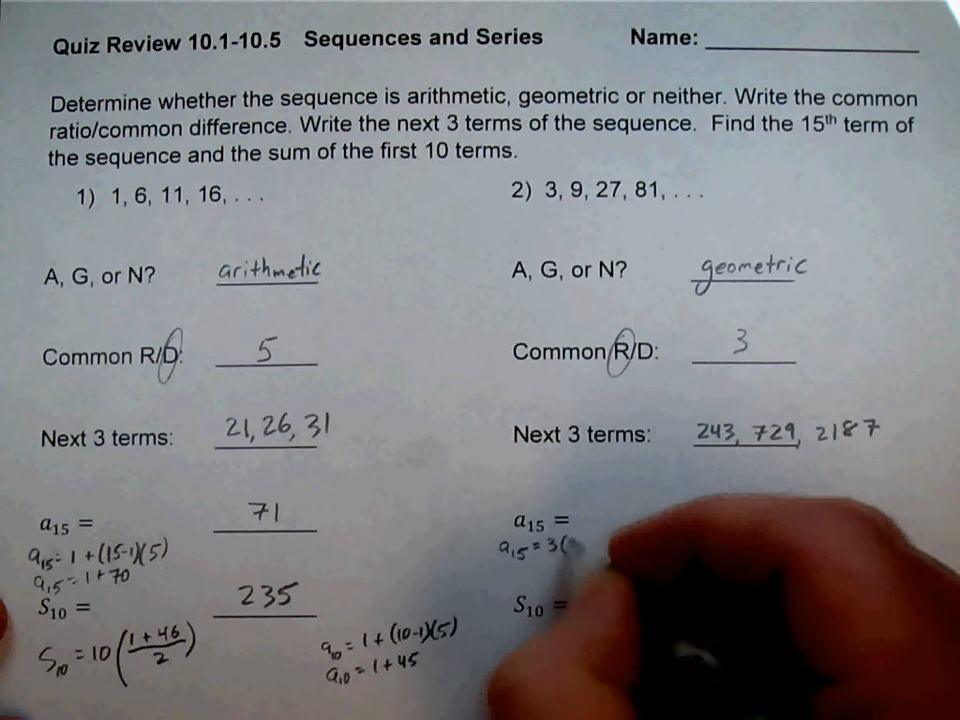 Quiz Review 10.1-10.5 Sequences and Series Name:
Determine whether the sequence is arithmetic, geometric or neither. Write the common
ratio/common difference. Write the next 3 terms of the sequence. Find the 15th term of
the sequence and the sum of the first 10 terms.
1) 1, 6, 11, 16, . . .
A, G, or N? arithmetic
Common R/D: 5
Next 3 terms: 21, 26, 31
a15 = 71
a15 = 1 + (15-1)(5)
a15 = 1 + 70
S10 = 235
S10 = 10 (1 + 46 / 2)
a10 = 1 + (10-1)(5)
a10 = 1 + 45
2) 3, 9, 27, 81, . . .
A, G, or N? geometric
Common R/D: 3
Next 3 terms: 243, 729, 2187
a15 =
a15 = 3(
S10 =